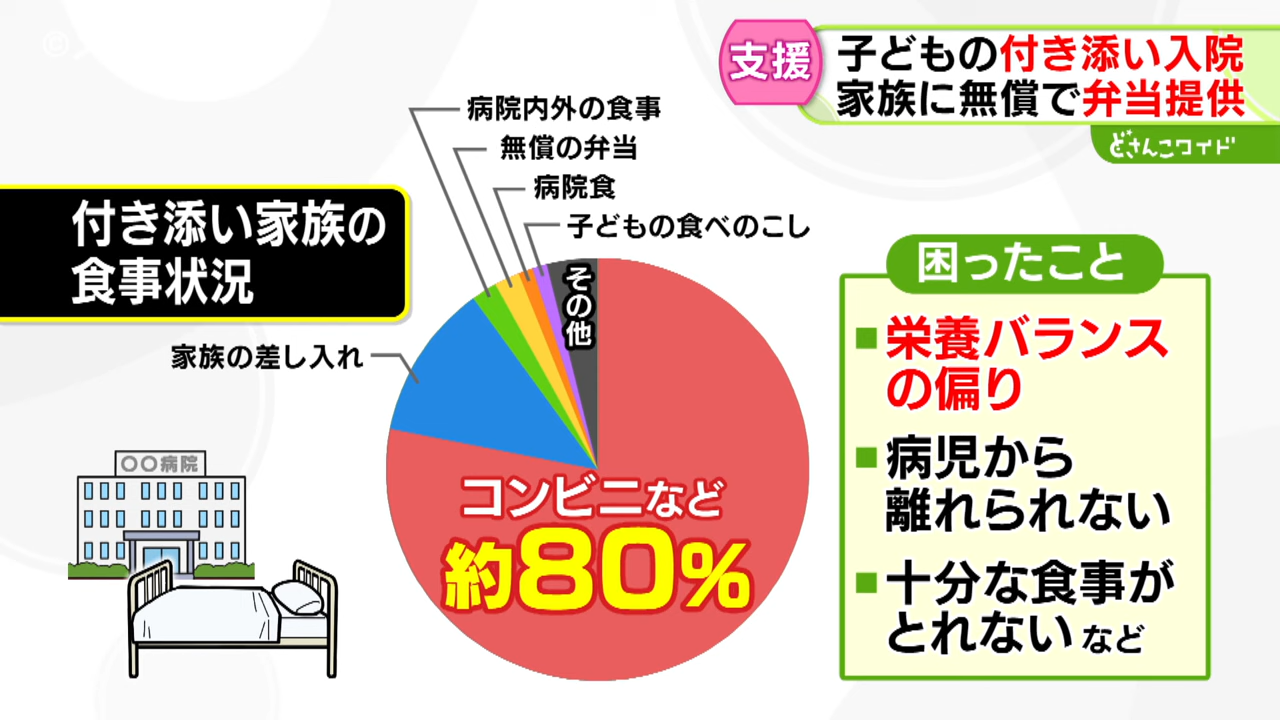 支援
子どもの付き添い入院
家族に無償で弁当提供
どさんこワイド
付き添い家族の
食事状況
病院内外の食事
無償の弁当
病院食
子どもの食べのこし
その他
家族の差し入れ
コンビニなど
約80%
〇〇病院
困ったこと
■栄養バランス
の偏り
■病児から
離れられない
■十分な食事が
とれないなど